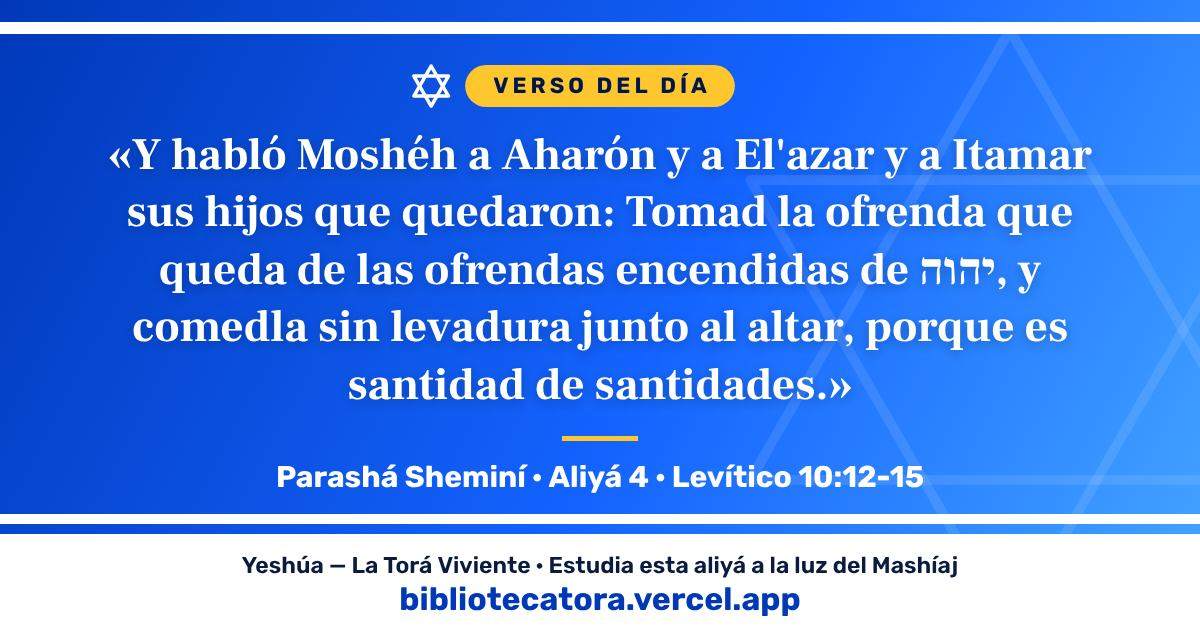 VERSO DEL DÍA
«Y habló Moshéh a Aharón y a El'azar y a Itamar
sus hijos que quedaron: Tomad la ofrenda que
queda de las ofrendas encendidas de יהוה, y
comedla sin levadura junto al altar, porque es
santidad de santidades.»
Parashá Sheminí • Aliyá 4 • Levítico 10:12-15
Yeshúa — La Torá Viviente • Estudia esta aliyá a la luz del Mashíaj
bibliotecatora.vercel.app